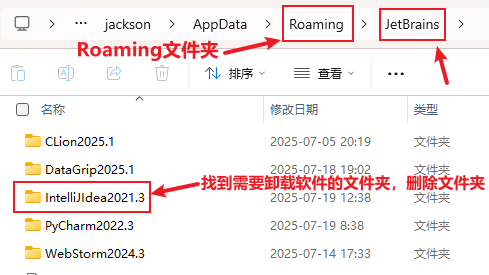 jackson > AppData > Roaming > JetBrains >
Roaming文件夹
排序 查看
名称 修改日期 类型
CLion2025.1 2025-07-05 20:19 文件夹
DataGrip2025.1 2025-07-18 19:02 文件夹
找到需要卸载软件的文件夹，删除文件夹
IntelliJIdea2021.3 2025-07-19 12:38 文件夹
PyCharm2022.3 2025-07-19 8:38 文件夹
WebStorm2024.3 2025-07-14 17:33 文件夹